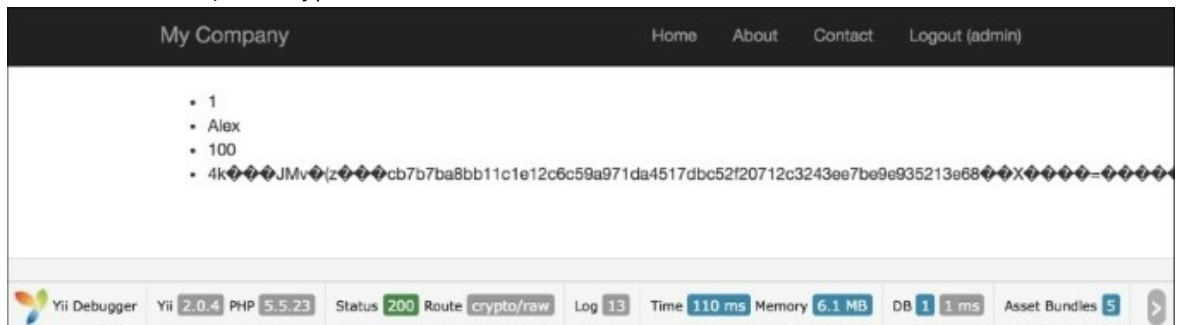 My Company Home About Contact Logout (admin)
• 1
• Alex
• 100
• 4k���JMv�(z���cb7b7ba8bb11c1e12c6c59a971da4517dbc52f20712c3243ee7be9e935213e68��X����=�����
Yii Debugger Yii 2.0.4 PHP 5.5.23 Status 200 Route crypto/raw Log 13 Time 110 ms Memory 6.1 MB DB 1 1 ms Asset Bundles 5 >